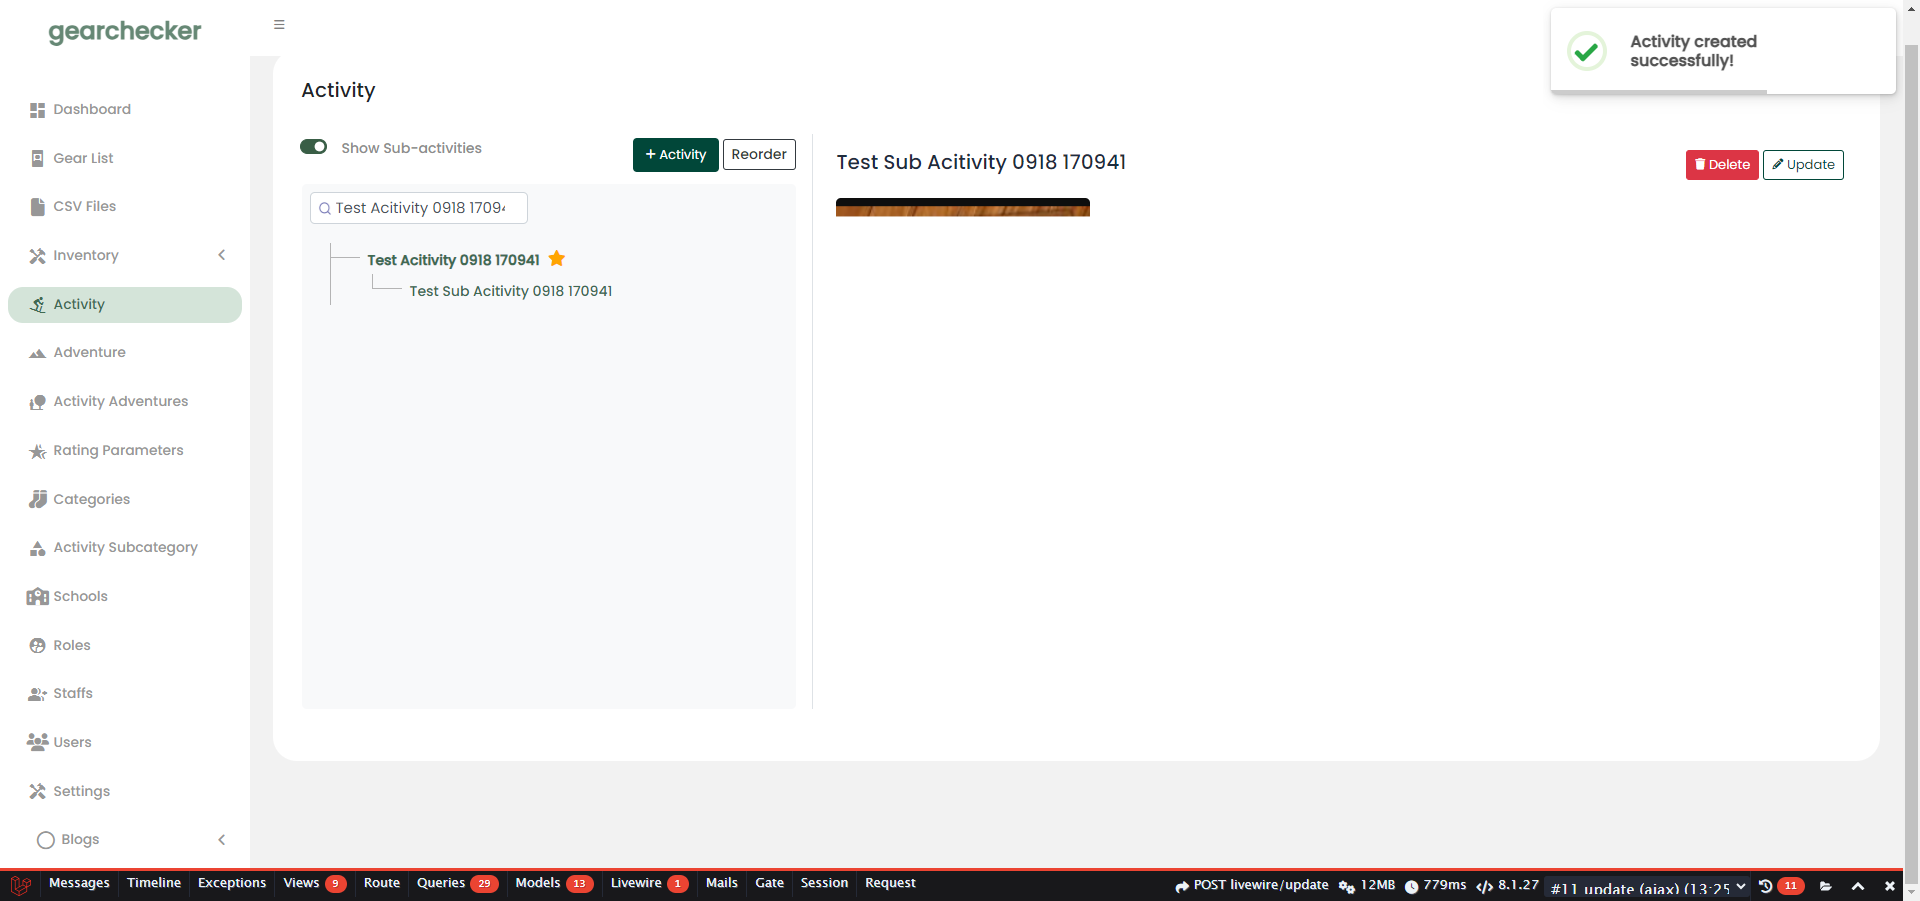 gearchecker
Activity created
successfully!
Dashboard
Gear List
CSV Files
Inventory
Activity
Adventure
Activity Adventures
Rating Parameters
Categories
Activity Subcategory
Schools
Roles
Staffs
Users
Settings
Blogs
Activity
Show Sub-activities
+ Activity
Reorder
Test Acitivity 0918 1709
Test Acitivity 0918 170941
Test Sub Acitivity 0918 170941
Test Sub Acitivity 0918 170941
Delete
Update
Messages Timeline Exceptions Views 9 Route Queries 29 Models 13 Livewire 1 Mails Gate Session Request POST livewire/update 12MB 779ms 8.1.27 #11 update (ajax) (13:25 11